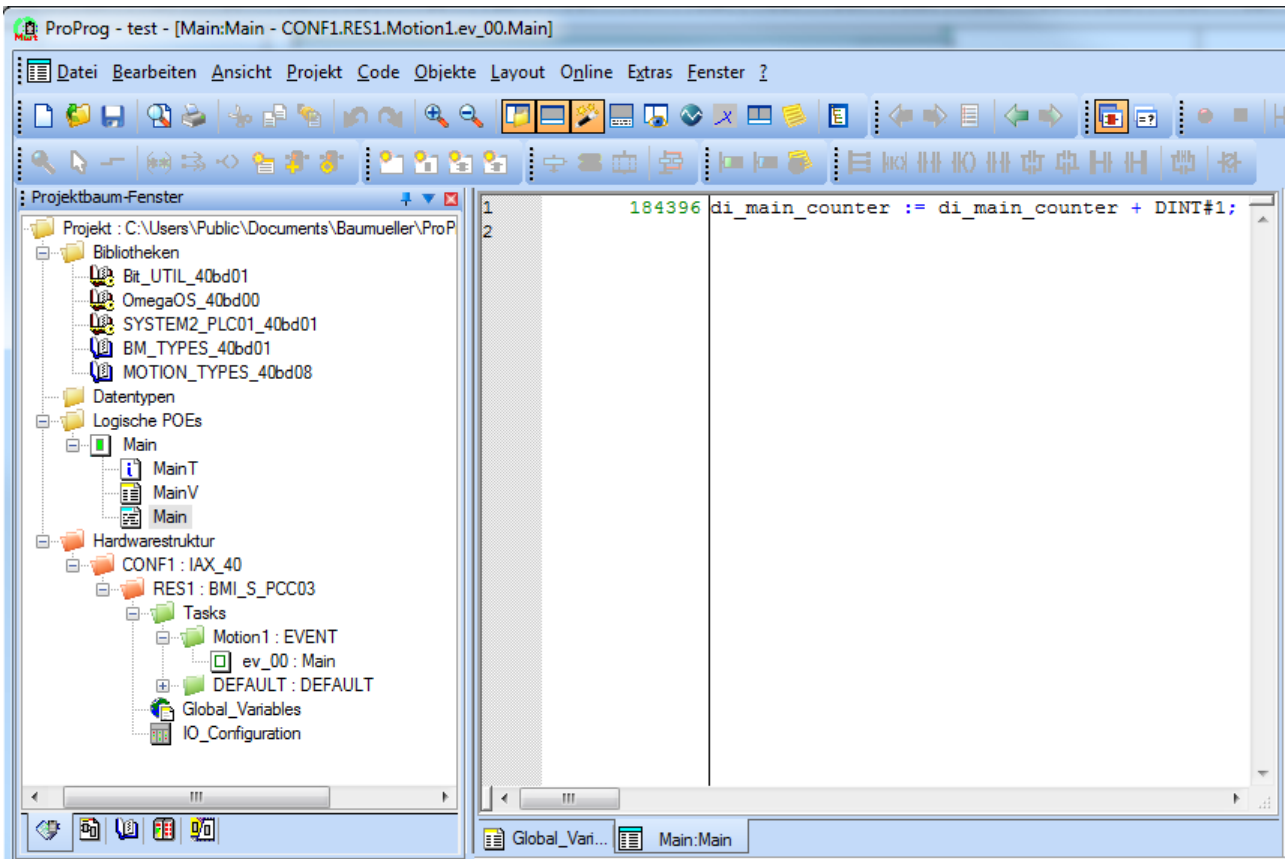 ProProg - test - [Main:Main - CONF1.RES1.Motion1.ev_00.Main]
Datei Bearbeiten Ansicht Projekt Code Objekte Layout Online Extras Fenster ?
Projektbaum-Fenster
Projekt : C:\Users\Public\Documents\Baumueller\ProP
Bibliotheken
Bit_UTIL_40bd01
OmegaOS_40bd00
SYSTEM2_PLC01_40bd01
BM_TYPES_40bd01
MOTION_TYPES_40bd08
Datentypen
Logische POEs
Main
MainT
MainV
Main
Hardwarestruktur
CONF1 : IAX_40
RES1 : BMI_S_PCC03
Tasks
Motion1 : EVENT
ev_00 : Main
DEFAULT : DEFAULT
Global_Variables
IO_Configuration
1 184396 di_main_counter := di_main_counter + DINT#1;
2
Global_Vari... Main:Main